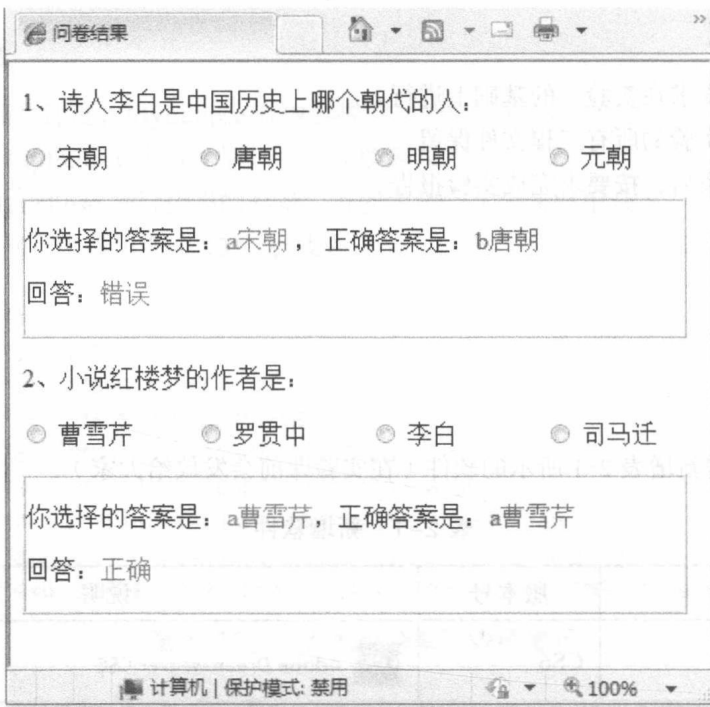 问卷结果
»
1、诗人李白是中国历史上哪个朝代的人：
宋朝 唐朝 明朝 元朝
你选择的答案是：a宋朝，正确答案是：b唐朝
回答：错误
2、小说红楼梦的作者是：
曹雪芹 罗贯中 李白 司马迁
你选择的答案是：a曹雪芹，正确答案是：a曹雪芹
回答：正确
计算机 | 保护模式: 禁用 100%